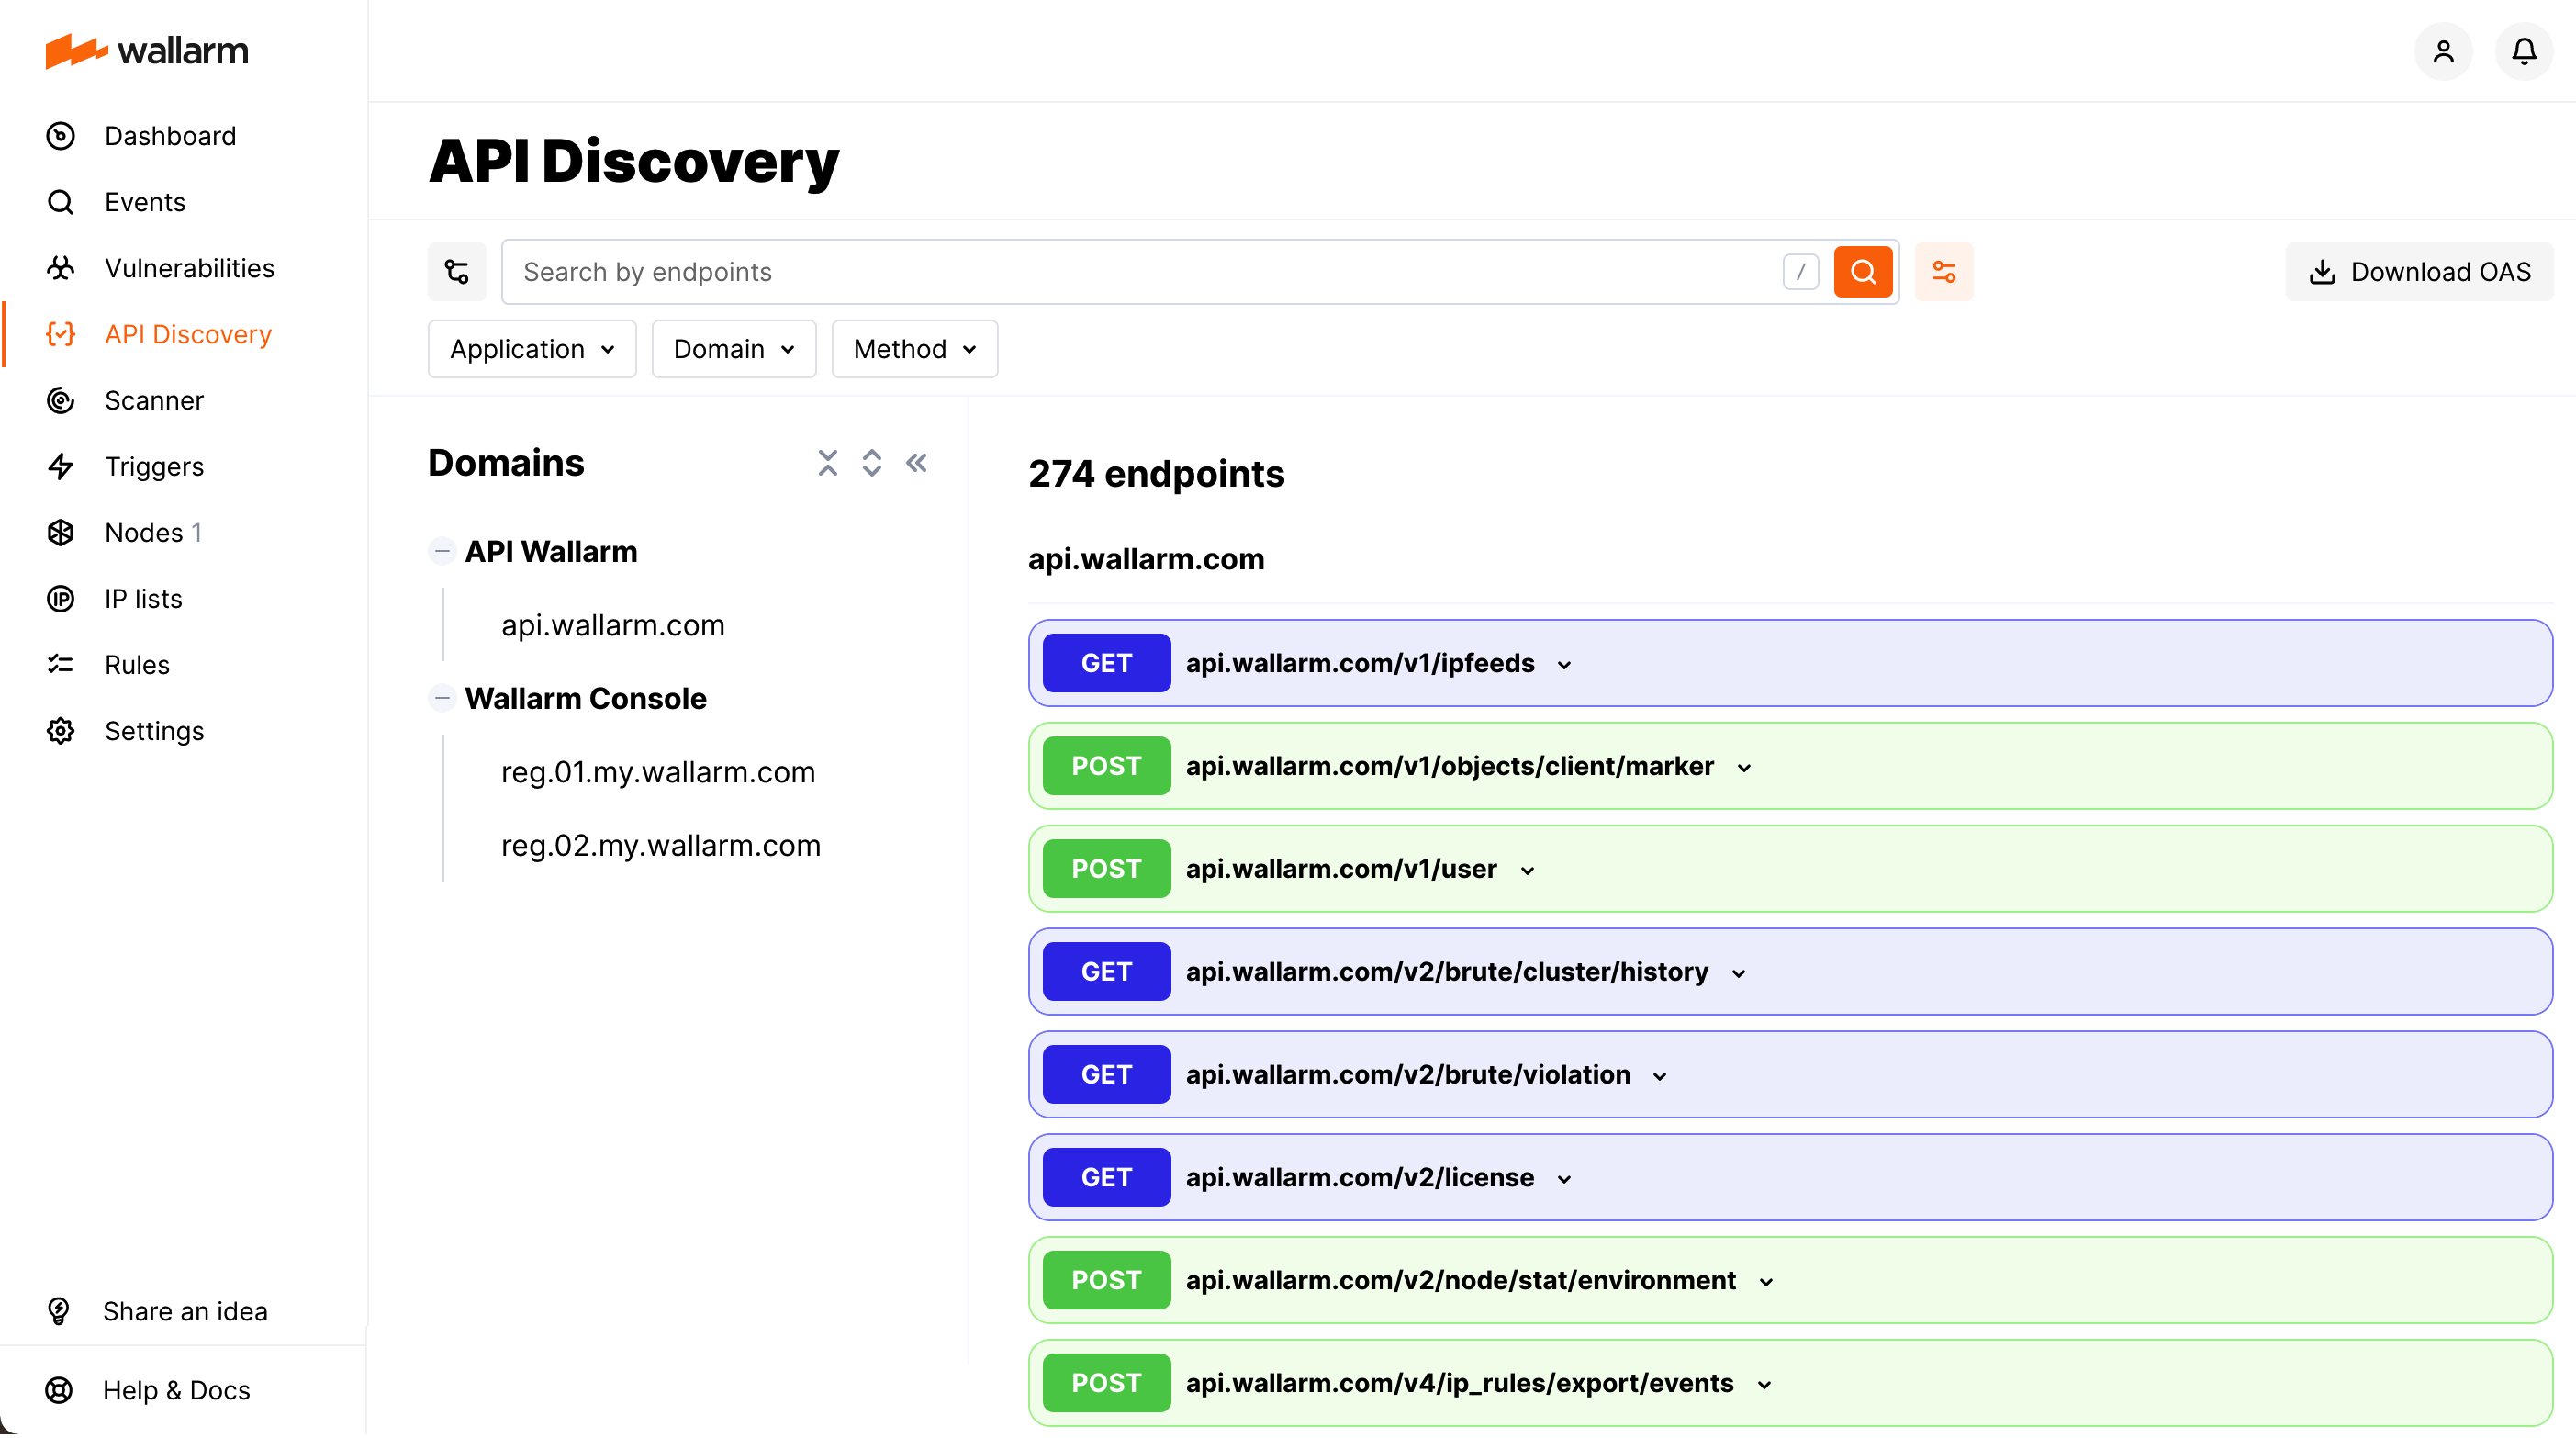 wallarm
Dashboard
Events
Vulnerabilities
API Discovery
Scanner
Triggers
Nodes 1
IP lists
Rules
Settings
Share an idea
Help & Docs
API Discovery
Search by endpoints
/
Download OAS
Application
Domain
Method
Domains
API Wallarm
api.wallarm.com
Wallarm Console
reg.01.my.wallarm.com
reg.02.my.wallarm.com
274 endpoints
api.wallarm.com
GET api.wallarm.com/v1/ipfeeds
POST api.wallarm.com/v1/objects/client/marker
POST api.wallarm.com/v1/user
GET api.wallarm.com/v2/brute/cluster/history
GET api.wallarm.com/v2/brute/violation
GET api.wallarm.com/v2/license
POST api.wallarm.com/v2/node/stat/environment
POST api.wallarm.com/v4/ip_rules/export/events